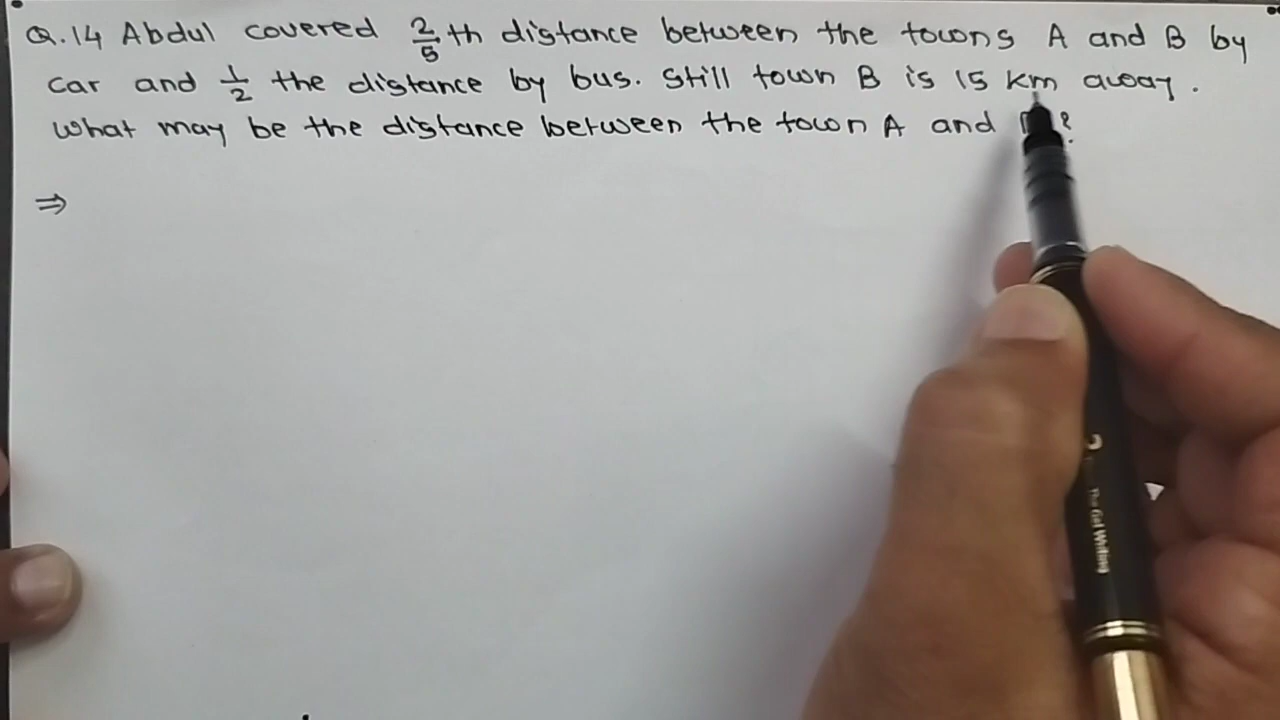 Q.14 Abdul covered 2/5 th distance between the towns A and B by
car and 1/2 the distance by bus. Still town B is 15 km away.
What may be the distance between the town A and ?
⇒